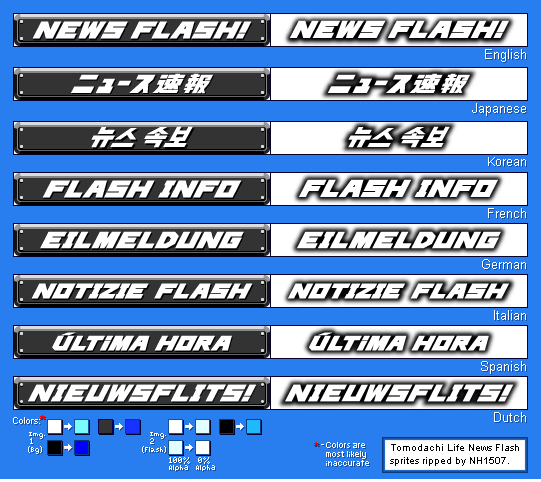 NEWS FLASH! NEWS FLASH!
English
ニュース速報 ニュース速報
Japanese
뉴스 속보 뉴스 속보
Korean
FLASH INFO FLASH INFO
French
EILMELDUNG EILMELDUNG
German
NOTIZIE FLASH NOTIZIE FLASH
Italian
ÚLTIMA HORA ÚLTIMA HORA
Spanish
NIEUWSFLITS! NIEUWSFLITS!
Dutch
Colors:*
Img.
1
(Bg)
Img.
2
(Flash)
100%
Alpha
0%
Alpha
*-Colors are
most likely
inaccurate
Tomodachi Life News Flash
sprites ripped by NH1507.